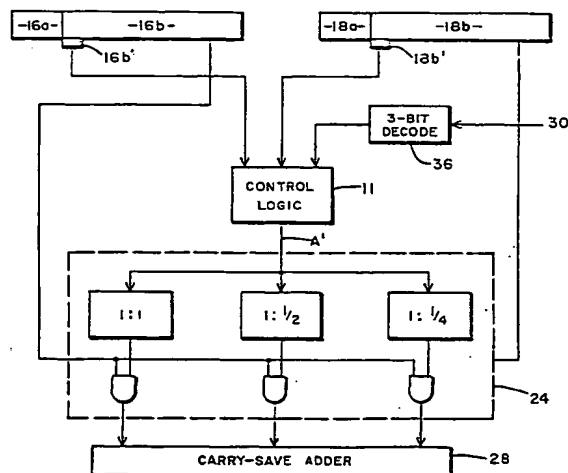 -16a- -16b- -18a- -18b-
16b' 18b'
3-BIT
DECODE
30
36
CONTROL
LOGIC
11
A'
1:1 1:1/2 1:1/4
24
CARRY-SAVE ADDER 28